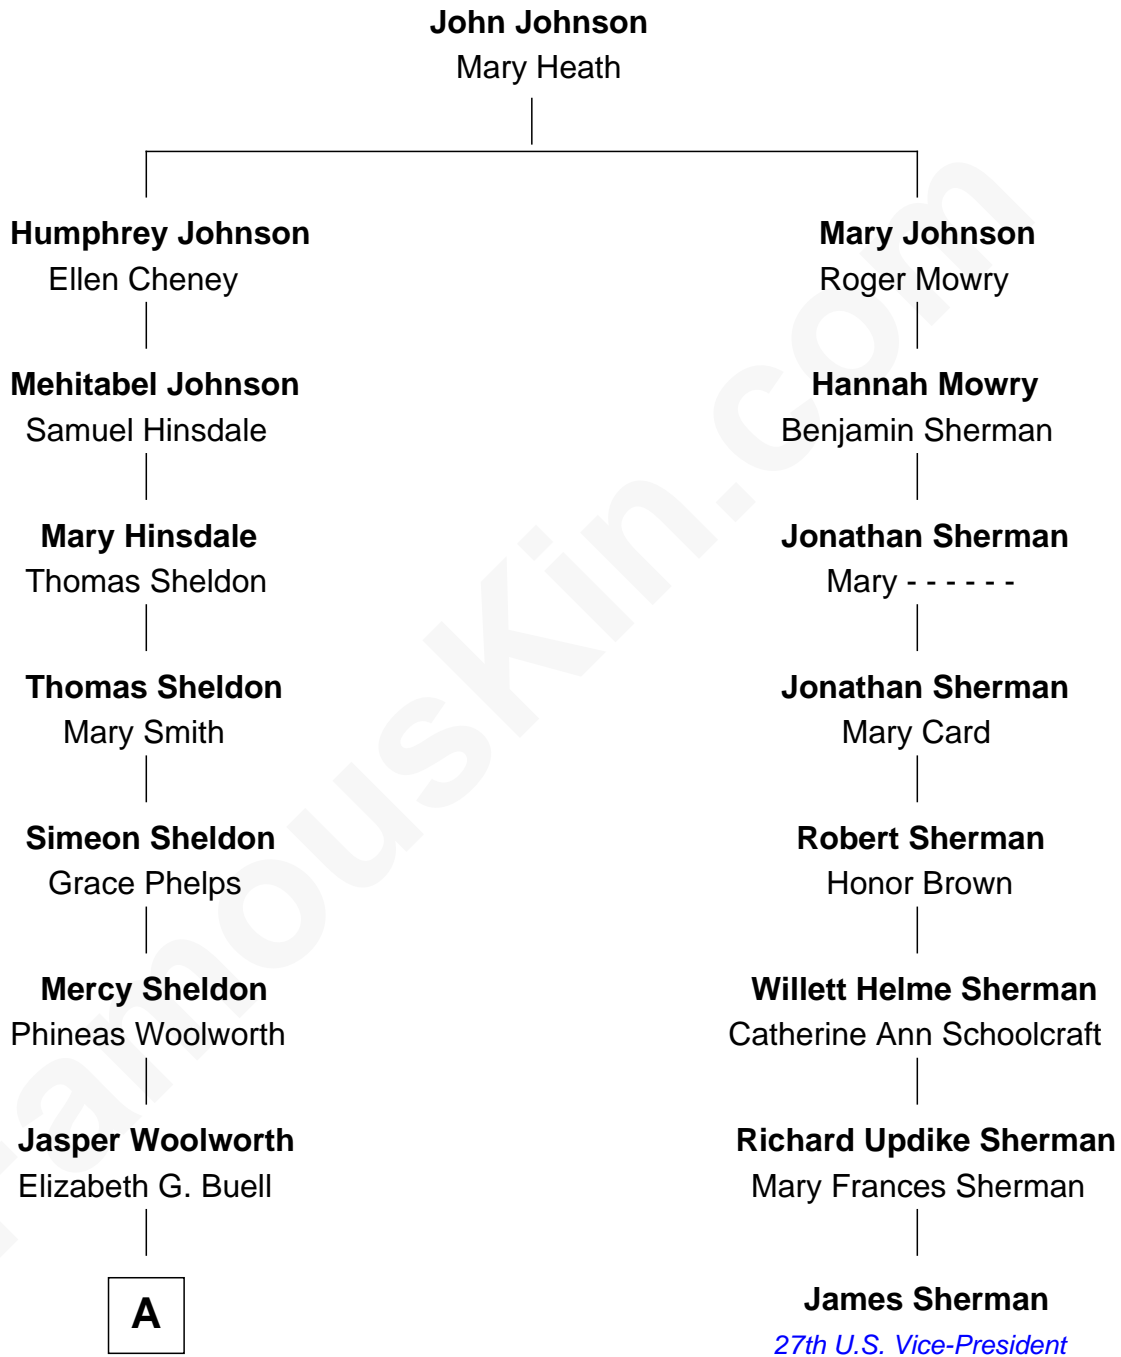 John Johnson
Mary Heath
Humphrey Johnson
Ellen Cheney
Mary Johnson
Roger Mowry
Mehitabel Johnson
Samuel Hinsdale
Hannah Mowry
Benjamin Sherman
Mary Hinsdale
Thomas Sheldon
Jonathan Sherman
Mary - - - - - -
Thomas Sheldon
Mary Smith
Jonathan Sherman
Mary Card
Simeon Sheldon
Grace Phelps
Robert Sherman
Honor Brown
Mercy Sheldon
Phineas Woolworth
Willett Helme Sherman
Catherine Ann Schoolcraft
Jasper Woolworth
Elizabeth G. Buell
Richard Updike Sherman
Mary Frances Sherman
A
James Sherman
27th U.S. Vice-President
FamousKin.com